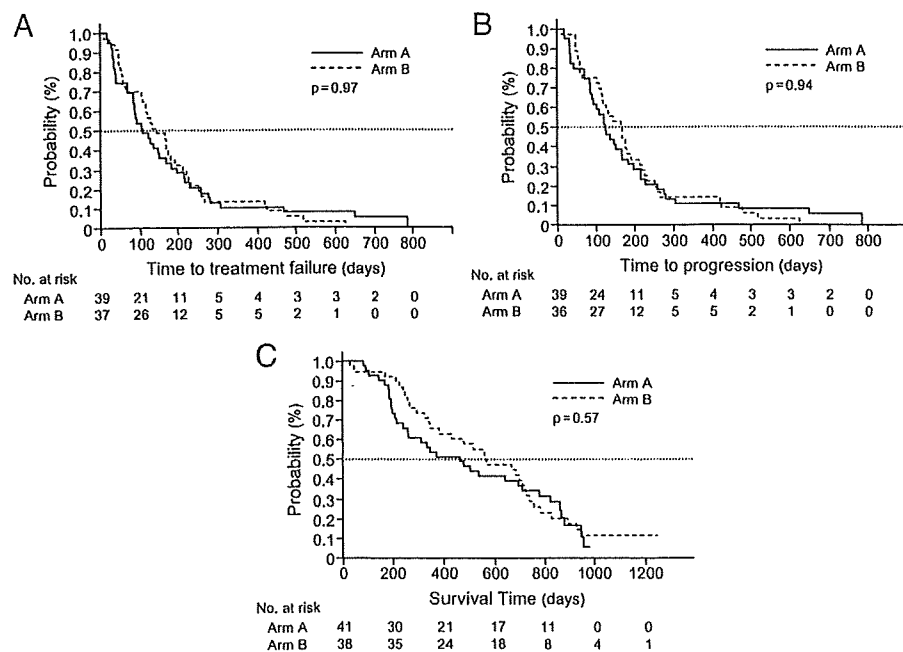 A
Probability (%)
1.0
0.9
0.8
0.7
0.6
0.5
0.4
0.3
0.2
0.1
0
Arm A
Arm B
p=0.97
0 100 200 300 400 500 600 700 800
Time to treatment failure (days)
No. at risk
Arm A 39 21 11 5 4 3 3 2 0
Arm B 37 26 12 5 5 2 1 0 0
B
Probability (%)
1.0
0.9
0.8
0.7
0.6
0.5
0.4
0.3
0.2
0.1
0
Arm A
Arm B
p=0.94
0 100 200 300 400 500 600 700 800
Time to progression (days)
No. at risk
Arm A 39 24 11 5 4 3 3 2 0
Arm B 36 27 12 5 5 2 1 0 0
C
Probability (%)
1.0
0.9
0.8
0.7
0.6
0.5
0.4
0.3
0.2
0.1
0
Arm A
Arm B
p=0.57
0 200 400 600 800 1000 1200
Survival Time (days)
No. at risk
Arm A 41 30 21 17 11 0 0
Arm B 38 35 24 18 8 4 1